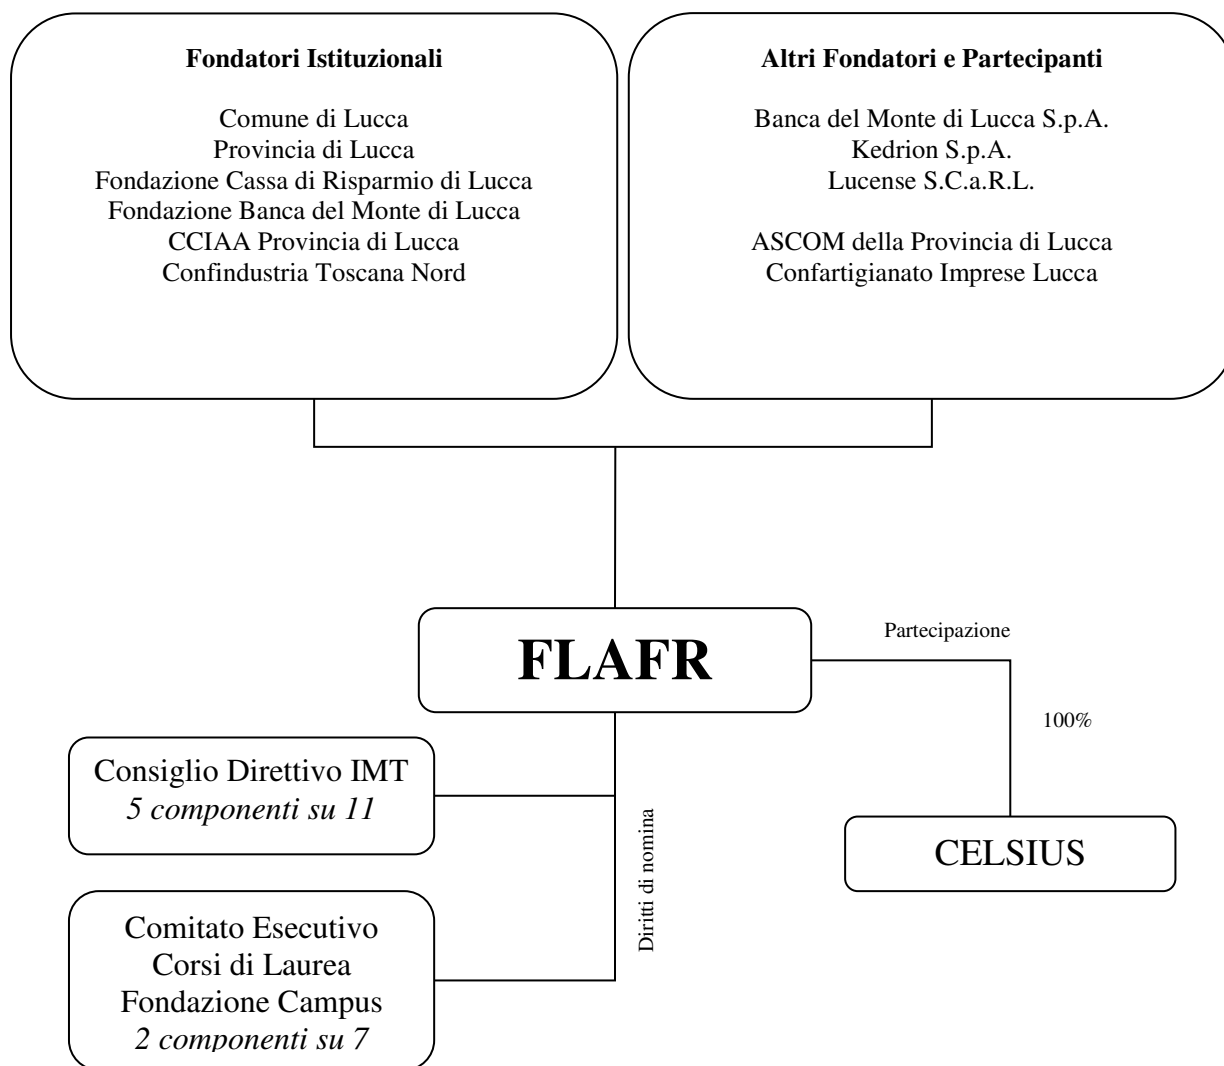 Fondatori Istituzionali
Comune di Lucca
Provincia di Lucca
Fondazione Cassa di Risparmio di Lucca
Fondazione Banca del Monte di Lucca
CCIAA Provincia di Lucca
Confindustria Toscana Nord
Altri Fondatori e Partecipanti
Banca del Monte di Lucca S.p.A.
Kedrion S.p.A.
Lucense S.C.a.R.L.
ASCOM della Provincia di Lucca
Confartigianato Imprese Lucca
FLAFR
Partecipazione
100%
CELSIUS
Consiglio Direttivo IMT
5 componenti su 11
Diritti di nomina
Comitato Esecutivo
Corsi di Laurea
Fondazione Campus
2 componenti su 7